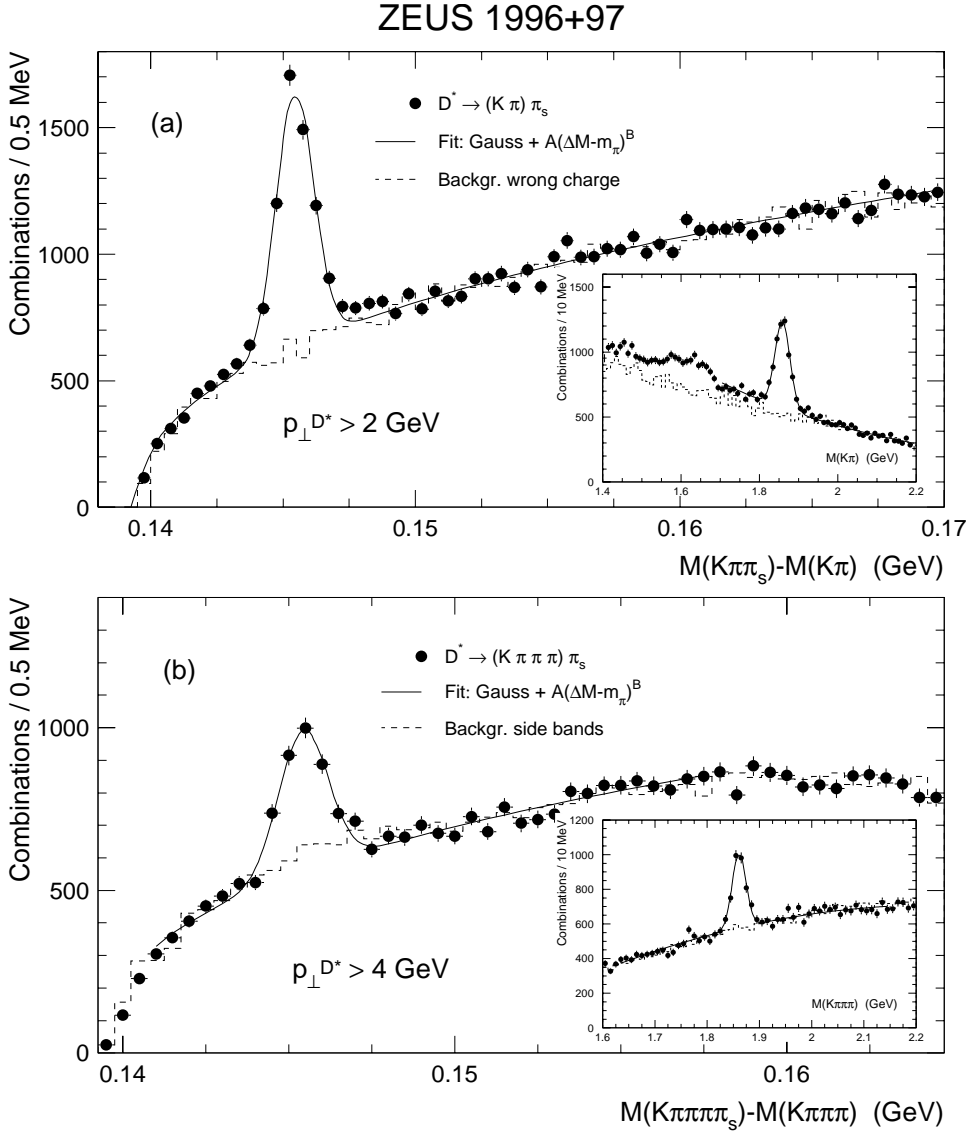 ZEUS 1996+97
Combinations / 0.5 MeV
(a)
D* → (K π) πs
Fit: Gauss + A(ΔM-mπ)^B
Backgr. wrong charge
p⊥D* > 2 GeV
0
500
1000
1500
0.14
0.15
0.16
0.17
M(Kππs)-M(Kπ) (GeV)
Combinations / 10 MeV
0
500
1000
1500
M(Kπ) (GeV)
1.4
1.6
1.8
2
2.2
Combinations / 0.5 MeV
(b)
D* → (K π π π) πs
Fit: Gauss + A(ΔM-mπ)^B
Backgr. side bands
p⊥D* > 4 GeV
0
500
1000
0.14
0.15
0.16
M(Kππππs)-M(Kπππ) (GeV)
Combinations / 10 MeV
0
200
400
600
800
1000
1200
M(Kπππ) (GeV)
1.6
1.7
1.8
1.9
2
2.1
2.2